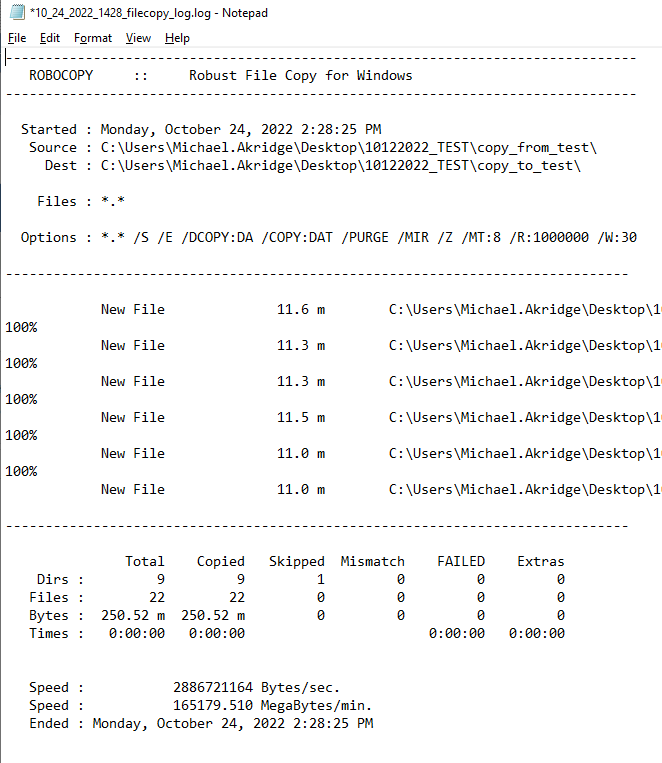 *10_24_2022_1428_filecopy_log.log - Notepad
File Edit Format View Help
-------------------------------------------------------------------------------
   ROBOCOPY     ::     Robust File Copy for Windows
-------------------------------------------------------------------------------
  Started : Monday, October 24, 2022 2:28:25 PM
   Source : C:\Users\Michael.Akridge\Desktop\10122022_TEST\copy_from_test\
     Dest : C:\Users\Michael.Akridge\Desktop\10122022_TEST\copy_to_test\
    Files : *.*
  Options : *.* /S /E /DCOPY:DA /COPY:DAT /PURGE /MIR /Z /MT:8 /R:1000000 /W:30
------------------------------------------------------------------------------
            New File              11.6 m        C:\Users\Michael.Akridge\Desktop\1
100%
            New File              11.3 m        C:\Users\Michael.Akridge\Desktop\1
100%
            New File              11.3 m        C:\Users\Michael.Akridge\Desktop\1
100%
            New File              11.5 m        C:\Users\Michael.Akridge\Desktop\1
100%
            New File              11.0 m        C:\Users\Michael.Akridge\Desktop\1
100%
            New File              11.0 m        C:\Users\Michael.Akridge\Desktop\1
------------------------------------------------------------------------------
               Total    Copied   Skipped  Mismatch    FAILED    Extras
    Dirs :         9         9         1         0         0         0
   Files :        22        22         0         0         0         0
   Bytes :  250.52 m  250.52 m         0         0         0         0
   Times :   0:00:00   0:00:00                       0:00:00   0:00:00
   Speed :           2886721164 Bytes/sec.
   Speed :           165179.510 MegaBytes/min.
   Ended : Monday, October 24, 2022 2:28:25 PM